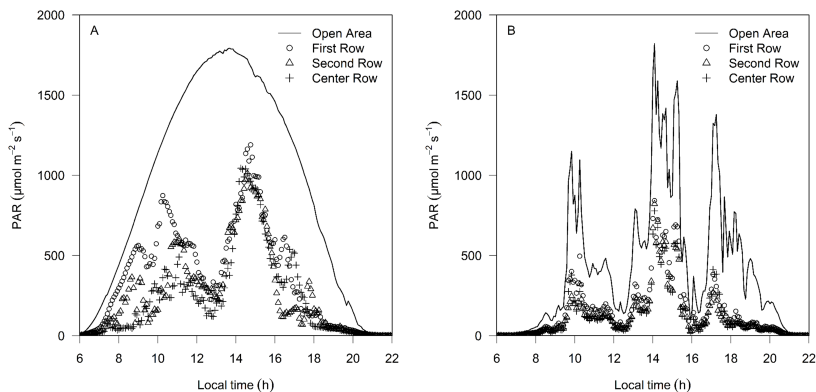 A
Open Area
First Row
Second Row
Center Row
PAR (μmol m⁻² s⁻¹)
2000
1500
1000
500
0
6 8 10 12 14 16 18 20 22
Local time (h)
B
Open Area
First Row
Second Row
Center Row
PAR (μmol m⁻² s⁻¹)
2000
1500
1000
500
0
6 8 10 12 14 16 18 20 22
Local time (h)